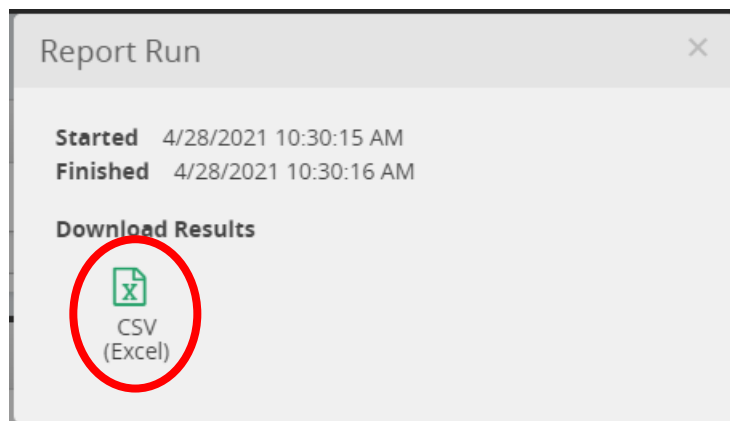 Report Run
Started 4/28/2021 10:30:15 AM
Finished 4/28/2021 10:30:16 AM
Download Results
X
CSV
(Excel)